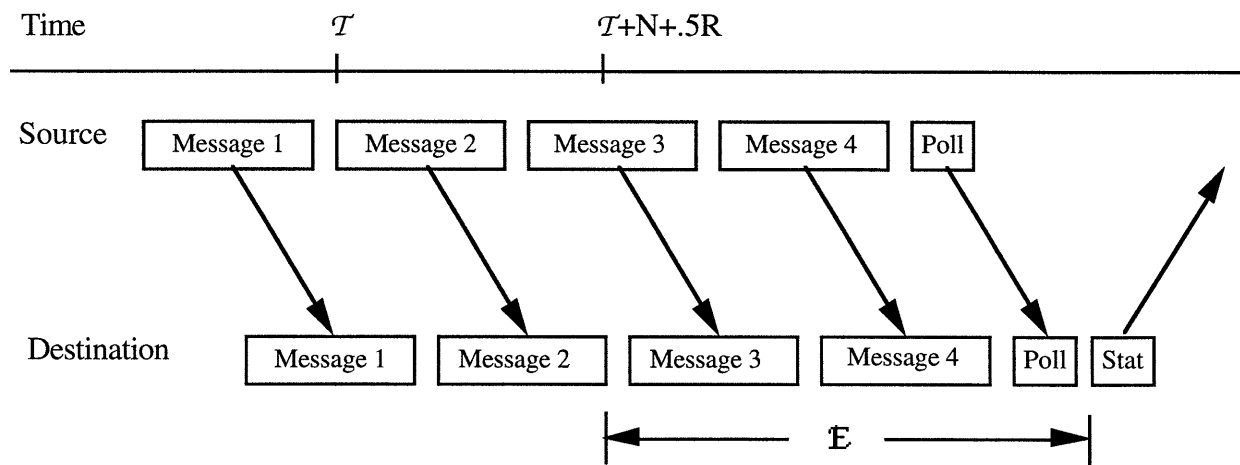 Time 𝒯 𝒯+N+.5R
Source Message 1 Message 2 Message 3 Message 4 Poll
Destination Message 1 Message 2 Message 3 Message 4 Poll Stat
𝔼